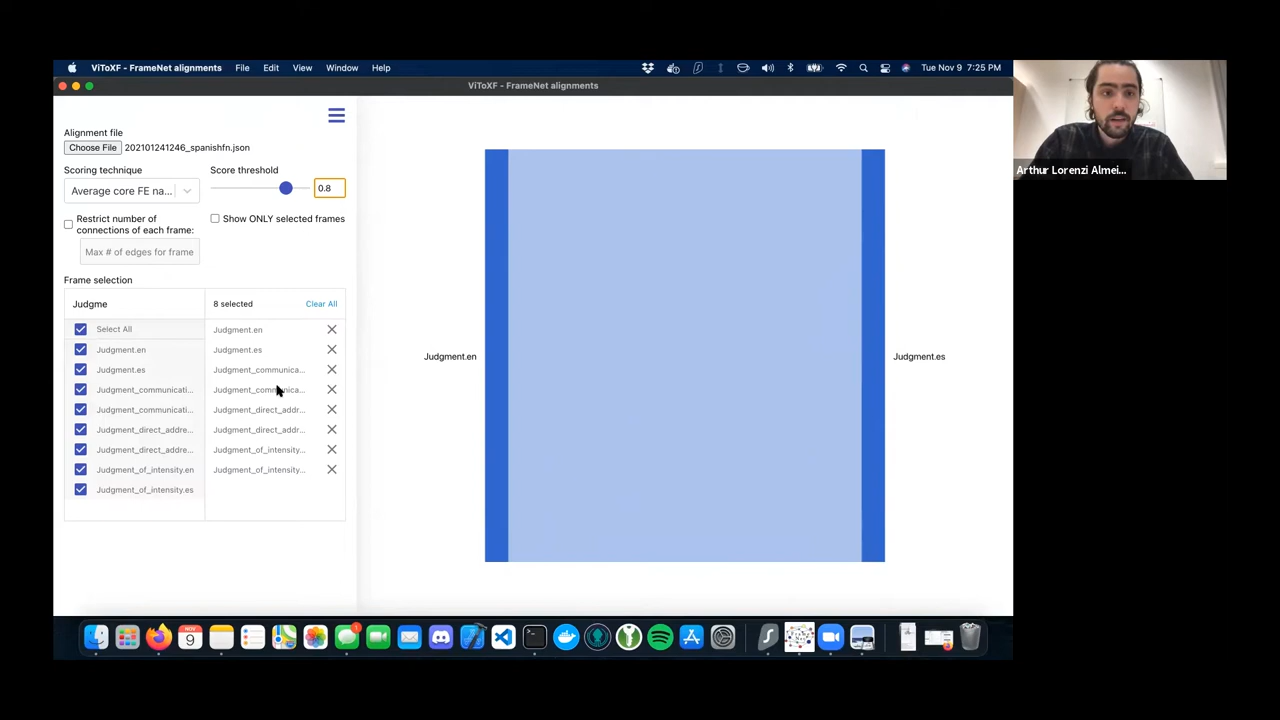 ViToXF - FrameNet alignments File Edit View Window Help Tue Nov 9 7:25 PM
ViToXF - FrameNet alignments
Alignment file
Choose File 202101241246_spanishfn.json
Scoring technique
Average core FE na...
Score threshold
0.8
Restrict number of
connections of each frame:
Max # of edges for frame
Show ONLY selected frames
Frame selection
Judgme
Select All
Judgment.en
Judgment.es
Judgment_communicati...
Judgment_communicati...
Judgment_direct_addre...
Judgment_direct_addre...
Judgment_of_intensity.en
Judgment_of_intensity.es
8 selected Clear All
Judgment.en
Judgment.es
Judgment_communica...
Judgment_communica...
Judgment_direct_addr...
Judgment_direct_addr...
Judgment_of_intensity...
Judgment_of_intensity...
Judgment.en
Judgment.es
Arthur Lorenzi Almei...
NOV
9
1